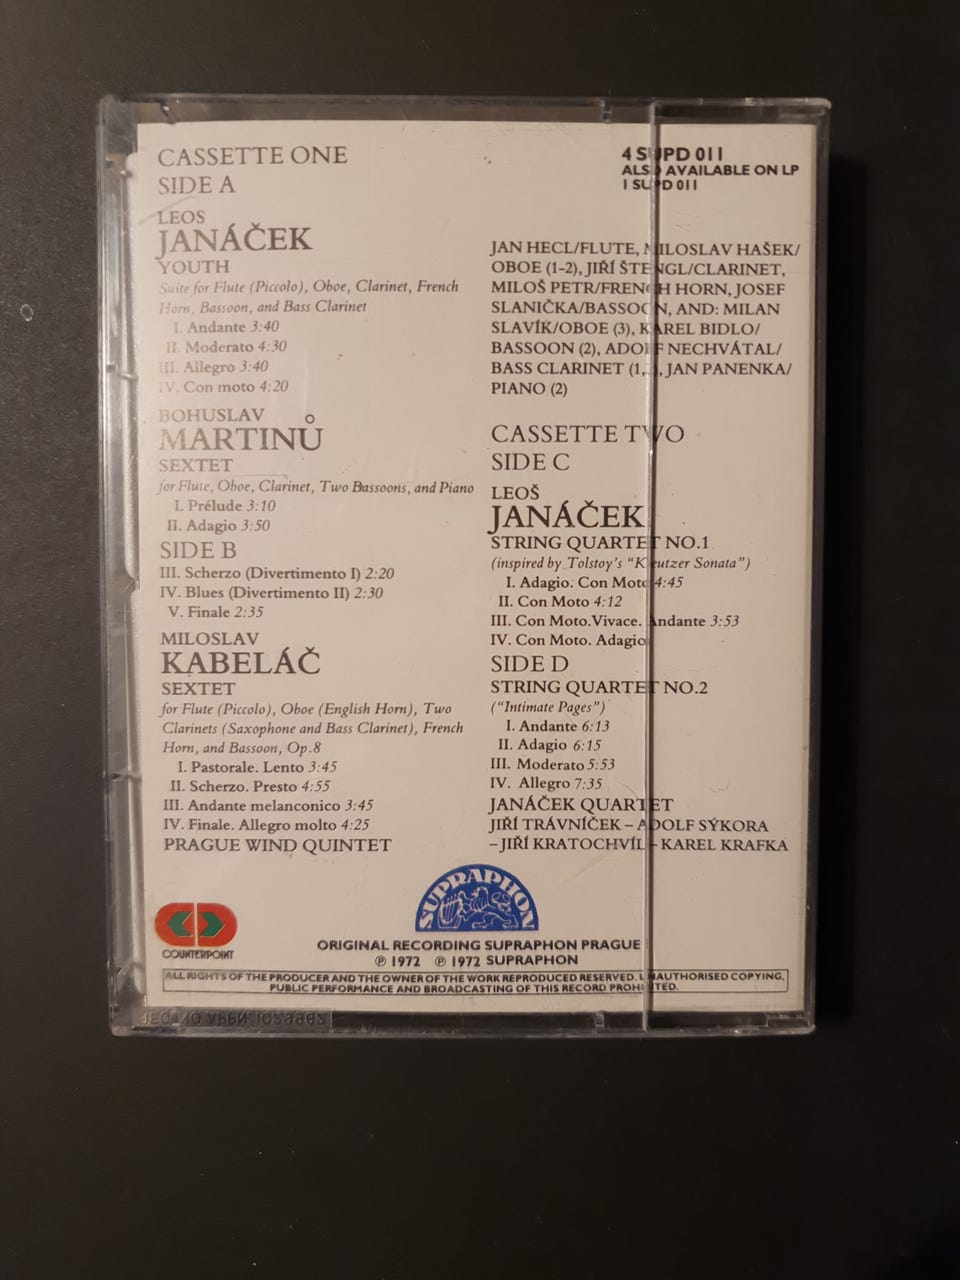 CASSETTE ONE
SIDE A
LEOS
JANÁČEK
YOUTH
Suite for Flute (Piccolo), Oboe, Clarinet, French
Horn, Bassoon, and Bass Clarinet
I. Andante 3:40
II. Moderato 4:30
III. Allegro 3:40
IV. Con moto 4:20
BOHUSLAV
MARTINŮ
SEXTET
for Flute, Oboe, Clarinet, Two Bassoons, and Piano
I. Prélude 3:10
II. Adagio 3:50
SIDE B
III. Scherzo (Divertimento I) 2:20
IV. Blues (Divertimento II) 2:30
V. Finale 2:35
MILOSLAV
KABELÁČ
SEXTET
for Flute (Piccolo), Oboe (English Horn), Two
Clarinets (Saxophone and Bass Clarinet), French
Horn, and Bassoon, Op.8
I. Pastorale. Lento 3:45
II. Scherzo. Presto 4:55
III. Andante melanconico 3:45
IV. Finale. Allegro molto 4:25
PRAGUE WIND QUINTET
4 SUPD 011
ALSO AVAILABLE ON LP
1 SUPD 011
JAN HECL/FLUTE, MILOSLAV HAŠEK/
OBOE (1-2), JIŘÍ ŠTENGL/CLARINET,
MILOŠ PETR/FRENCH HORN, JOSEF
SLANIČKA/BASSOON, AND: MILAN
SLAVÍK/OBOE (3), KAREL BIDLO/
BASSOON (2), ADOLF NECHVÁTAL/
BASS CLARINET (1, JAN PANENKA/
PIANO (2)
CASSETTE TWO
SIDE C
LEOŠ
JANÁČEK
STRING QUARTET NO.1
(inspired by Tolstoy's "Kreutzer Sonata")
I. Adagio. Con Moto 4:45
II. Con Moto 4:12
III. Con Moto. Vivace. Andante 3:53
IV. Con Moto. Adagio
SIDE D
STRING QUARTET NO.2
("Intimate Pages")
I. Andante 6:13
II. Adagio 6:15
III. Moderato 5:53
IV. Allegro 7:35
JANÁČEK QUARTET
JIŘÍ TRÁVNÍČEK – ADOLF SÝKORA
– JIŘÍ KRATOCHVÍL – KAREL KRAFKA
SUPRAPHON
COUNTERPOINT
ORIGINAL RECORDING SUPRAPHON PRAGUE
℗ 1972 ℗ 1972 SUPRAPHON
ALL RIGHTS OF THE PRODUCER AND THE OWNER OF THE WORK REPRODUCED RESERVED. UNAUTHORISED COPYING,
PUBLIC PERFORMANCE AND BROADCASTING OF THIS RECORD PROHIBITED.